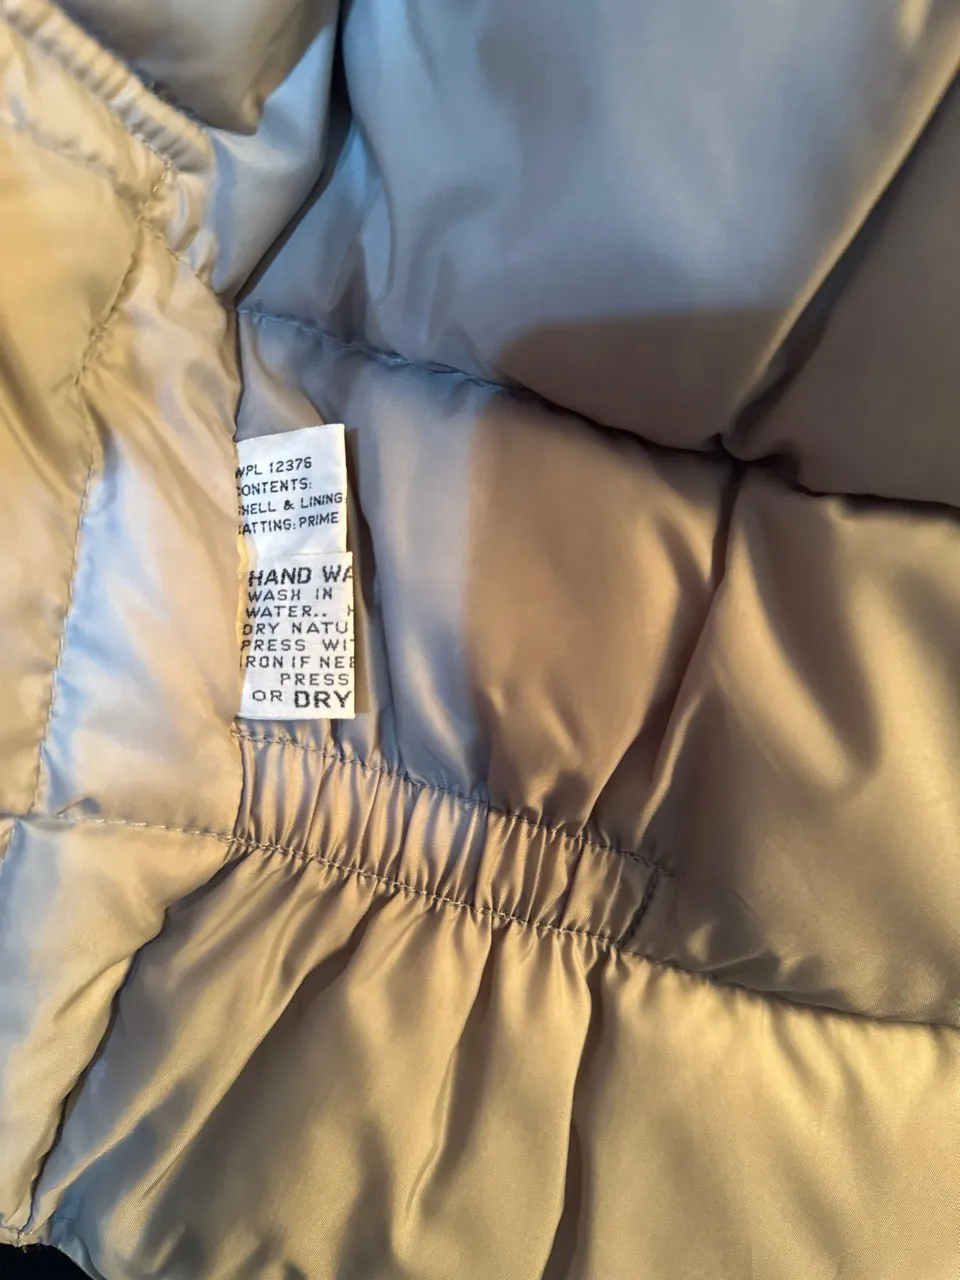 WPL 12376
CONTENTS:
SHELL & LINING:
BATTING: PRIME
HAND WA
WASH IN
WATER.. H
DRY NATU
PRESS WIT
IRON IF NEE
PRESS
OR DRY